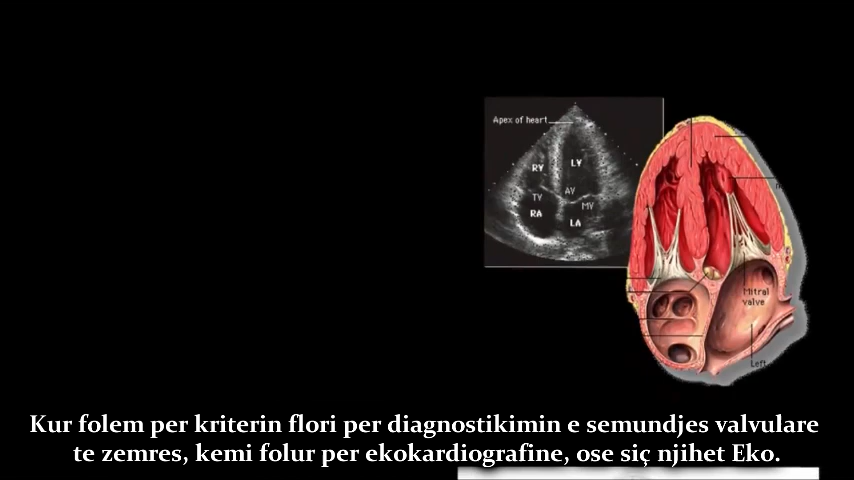 Apex of heart
RV
LV
AV
TV
MV
RA
LA
Mitral
valve
Left
Kur folem per kriterin flori per diagnostikimin e semundjes valvulare
te zemres, kemi folur per ekokardiografine, ose siç njihet Eko.